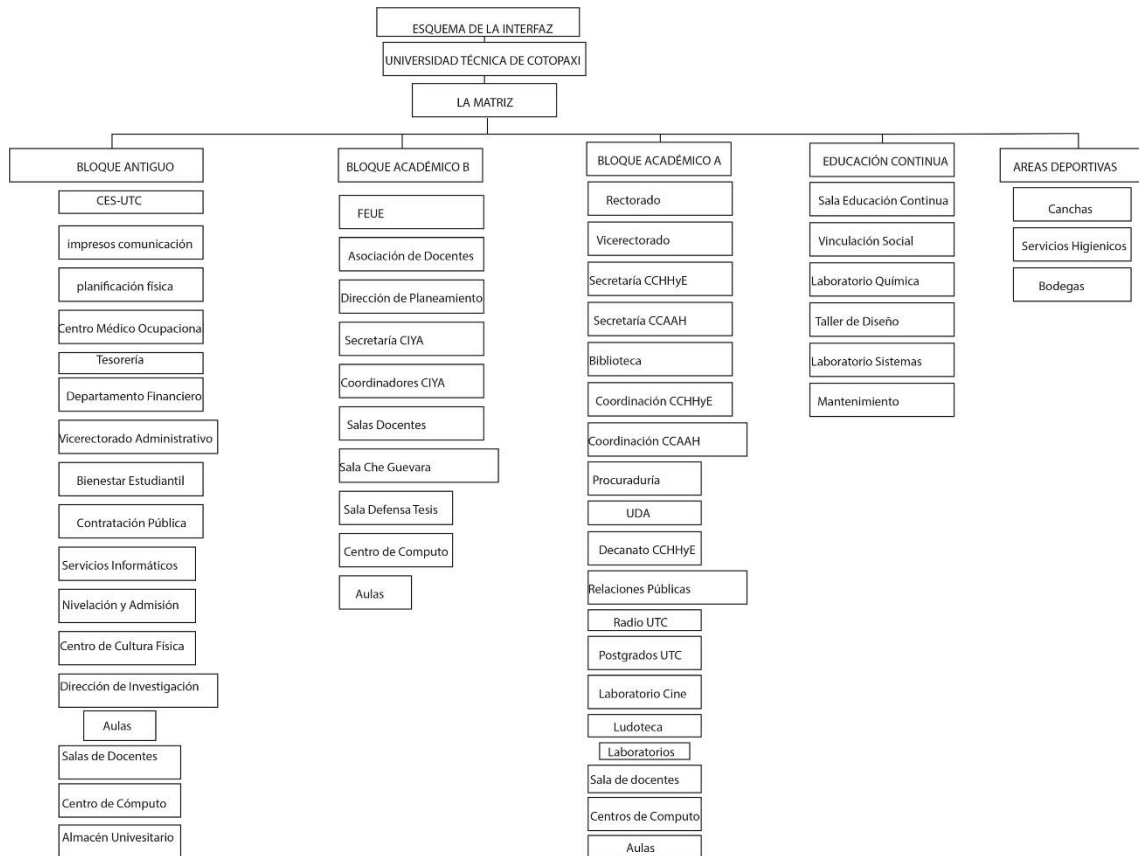 ESQUEMA DE LA INTERFAZ
UNIVERSIDAD TÉCNICA DE COTOPAXI
LA MATRIZ
BLOQUE ANTIGUO
CES-UTC
impresos comunicación
planificación física
Centro Médico Ocupaciona
Tesorería
Departamento Financiero
Vicerectorado Administrativo
Bienestar Estudiantil
Contratación Pública
Servicios Informáticos
Nivelación y Admisión
Centro de Cultura Física
Dirección de Investigación
Aulas
Salas de Docentes
Centro de Cómputo
Almacén Univesitario
BLOQUE ACADÉMICO B
FEUE
Asociación de Docentes
Dirección de Planeamiento
Secretaría CIYA
Coordinadores CIYA
Salas Docentes
Sala Che Guevara
Sala Defensa Tesis
Centro de Computo
Aulas
BLOQUE ACADÉMICO A
Rectorado
Vicerectorado
Secretaría CCHHyE
Secretaría CCAAH
Biblioteca
Coordinación CCHHyE
Coordinación CCAAH
Procuraduría
UDA
Decanato CCHHyE
Relaciones Públicas
Radio UTC
Postgrados UTC
Laboratorio Cine
Ludoteca
Laboratorios
Sala de docentes
Centros de Computo
Aulas
EDUCACIÓN CONTINUA
Sala Educación Continua
Vinculación Social
Laboratorio Química
Taller de Diseño
Laboratorio Sistemas
Mantenimiento
AREAS DEPORTIVAS
Canchas
Servicios Higienicos
Bodegas